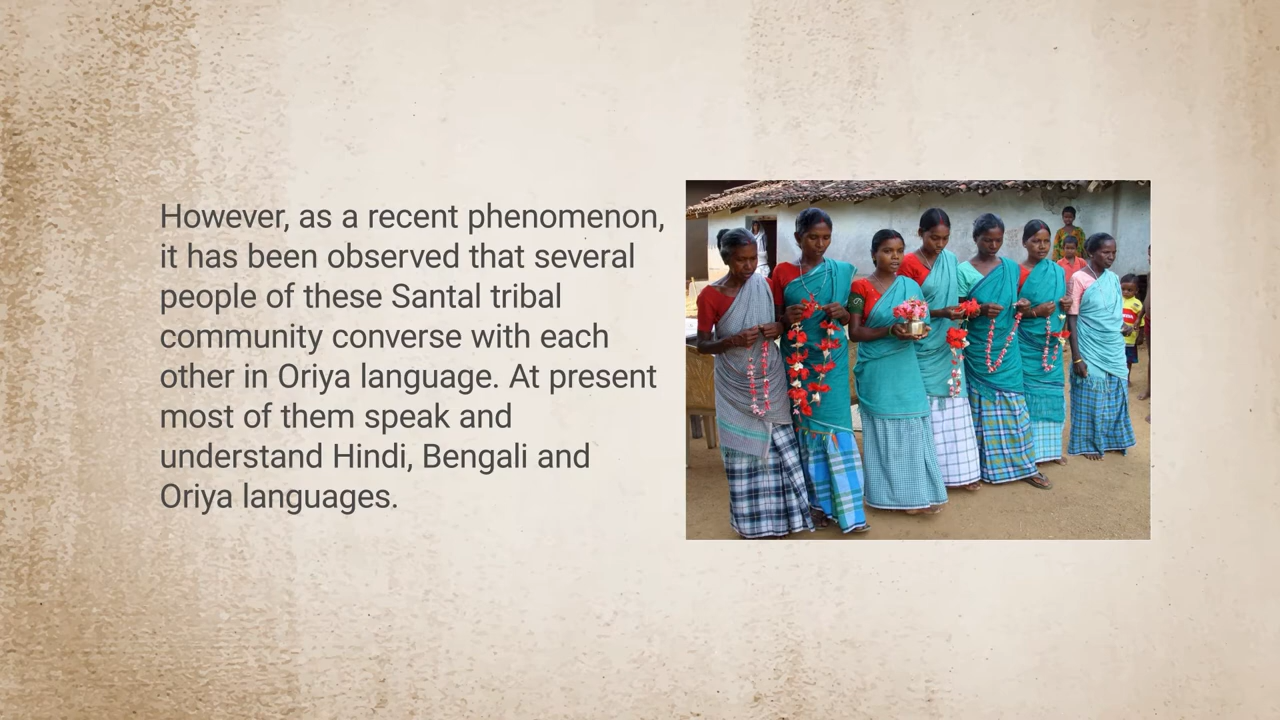 However, as a recent phenomenon,
it has been observed that several
people of these Santal tribal
community converse with each
other in Oriya language. At present
most of them speak and
understand Hindi, Bengali and
Oriya languages.